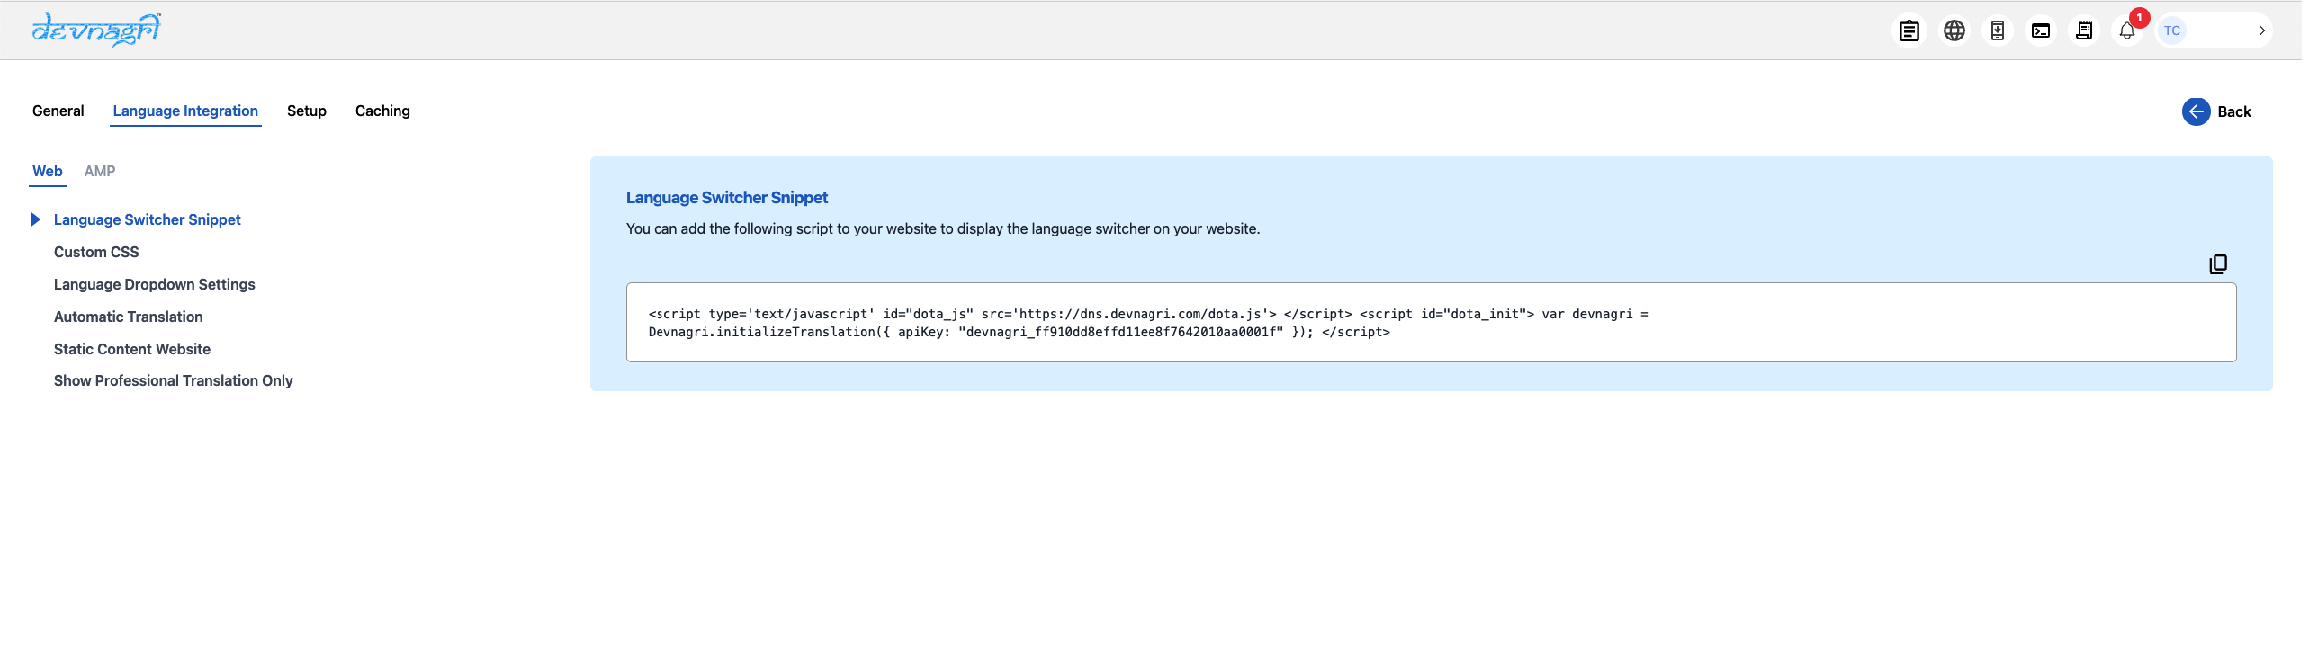 devnagri™
1
TC
General
Language Integration
Setup
Caching
Back
Web
AMP
Language Switcher Snippet
Custom CSS
Language Dropdown Settings
Automatic Translation
Static Content Website
Show Professional Translation Only
Language Switcher Snippet
You can add the following script to your website to display the language switcher on your website.
<script type='text/javascript' id="dota_js" src='https://dns.devnagri.com/dota.js'> </script> <script id="dota_init"> var devnagri =
Devnagri.initializeTranslation({ apiKey: "devnagri_ff910dd8effd11ee8f7642010aa0001f" }); </script>